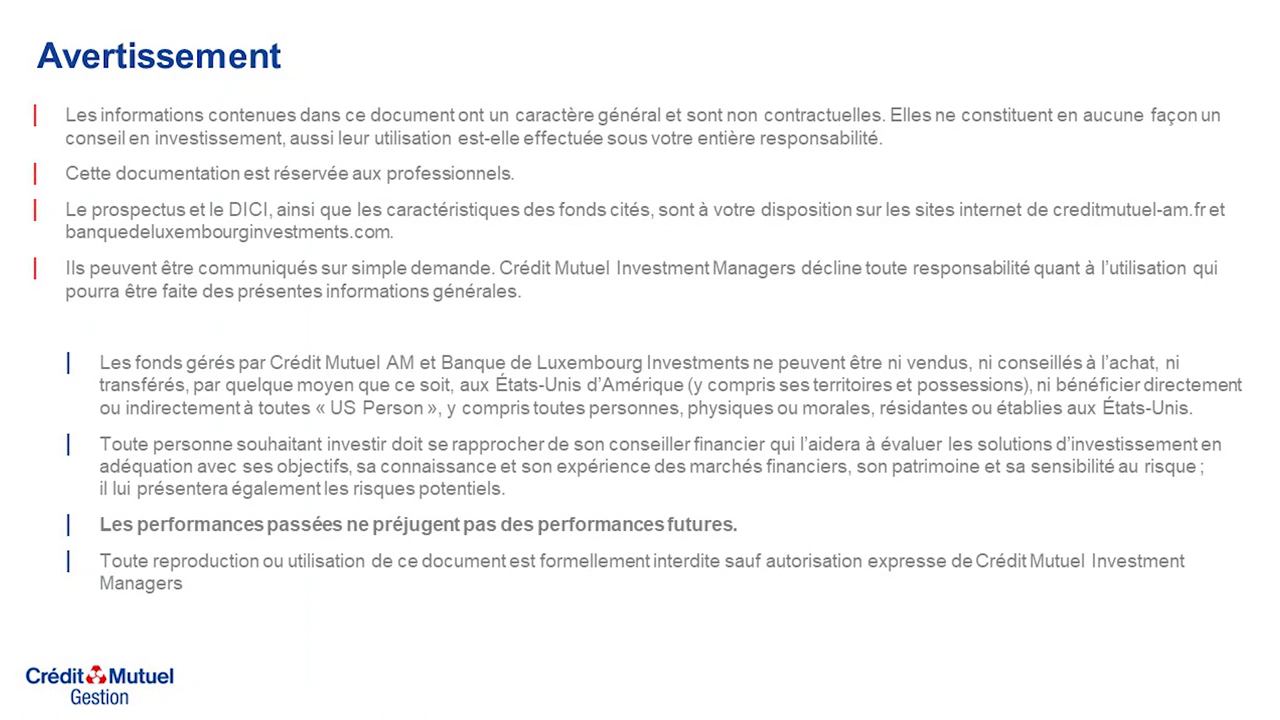 Avertissement
Les informations contenues dans ce document ont un caractère général et sont non contractuelles. Elles ne constituent en aucune façon un
conseil en investissement, aussi leur utilisation est-elle effectuée sous votre entière responsabilité.
Cette documentation est réservée aux professionnels.
Le prospectus et le DICI, ainsi que les caractéristiques des fonds cités, sont à votre disposition sur les sites internet de creditmutuel-am.fr et
banquedeluxembourginvestments.com.
Ils peuvent être communiqués sur simple demande. Crédit Mutuel Investment Managers décline toute responsabilité quant à l’utilisation qui
pourra être faite des présentes informations générales.
Les fonds gérés par Crédit Mutuel AM et Banque de Luxembourg Investments ne peuvent être ni vendus, ni conseillés à l’achat, ni
transférés, par quelque moyen que ce soit, aux États-Unis d’Amérique (y compris ses territoires et possessions), ni bénéficier directement
ou indirectement à toutes « US Person », y compris toutes personnes, physiques ou morales, résidantes ou établies aux États-Unis.
Toute personne souhaitant investir doit se rapprocher de son conseiller financier qui l’aidera à évaluer les solutions d’investissement en
adéquation avec ses objectifs, sa connaissance et son expérience des marchés financiers, son patrimoine et sa sensibilité au risque ;
il lui présentera également les risques potentiels.
Les performances passées ne préjugent pas des performances futures.
Toute reproduction ou utilisation de ce document est formellement interdite sauf autorisation expresse de Crédit Mutuel Investment
Managers
Crédit Mutuel
Gestion